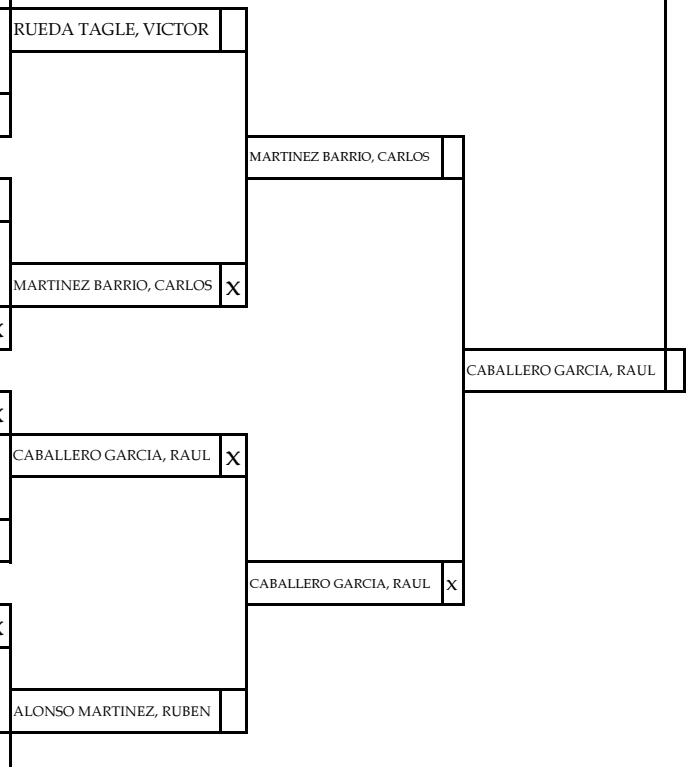 RUEDA TAGLE, VICTOR
MARTINEZ BARRIO, CARLOS
MARTINEZ BARRIO, CARLOS x
x
CABALLERO GARCIA, RAUL
x
CABALLERO GARCIA, RAUL x
CABALLERO GARCIA, RAUL x
x
ALONSO MARTINEZ, RUBEN